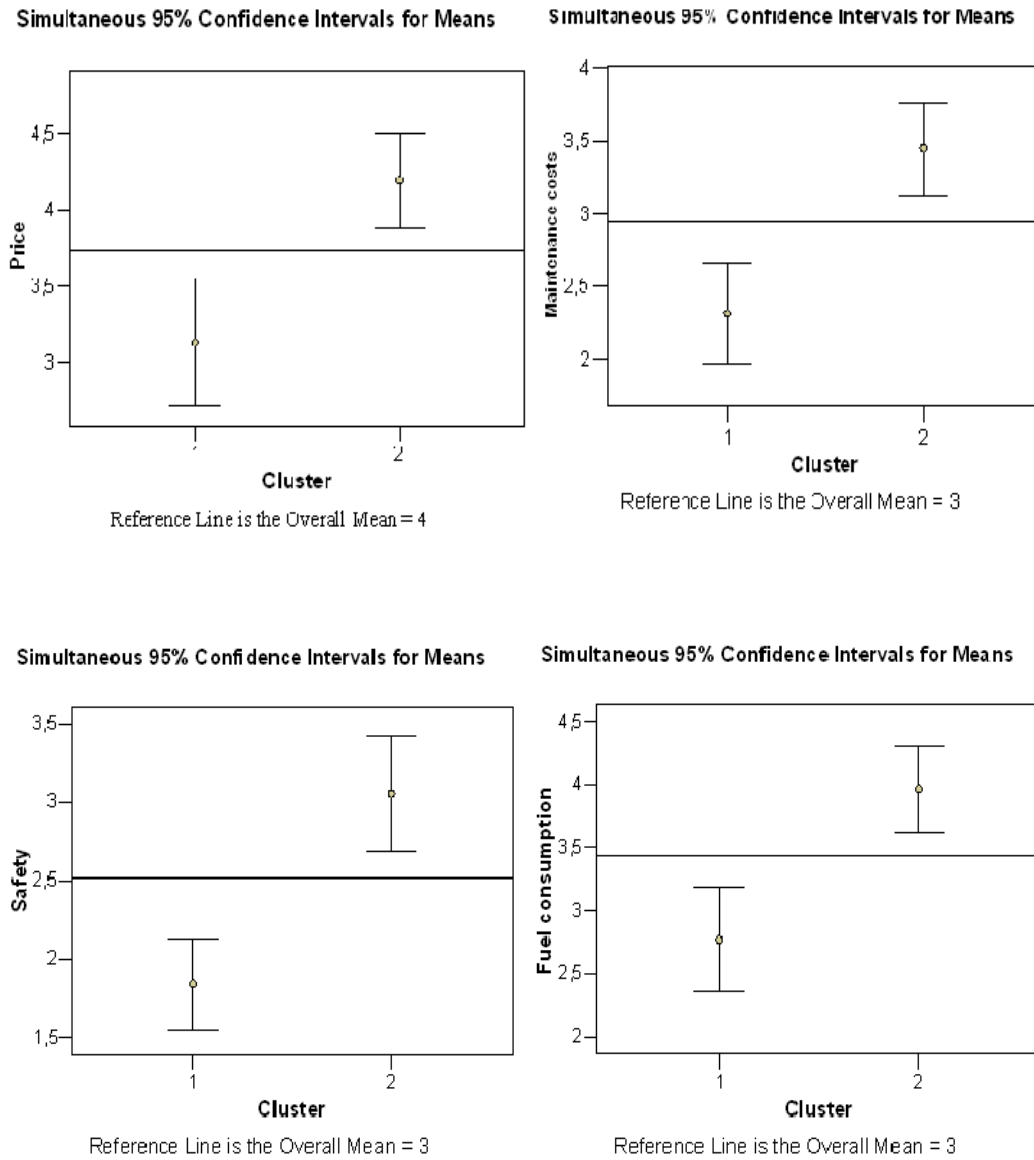 Simultaneous 95% Confidence Intervals for Means
4,5
4
3,5
3
Price
1
2
Cluster
Reference Line is the Overall Mean = 4
Simultaneous 95% Confidence Intervals for Means
4
3,5
3
2,5
2
Maintenance costs
1
2
Cluster
Reference Line is the Overall Mean = 3
Simultaneous 95% Confidence Intervals for Means
3,5
3
2,5
2
1,5
Safety
1
2
Cluster
Reference Line is the Overall Mean = 3
Simultaneous 95% Confidence Intervals for Means
4,5
4
3,5
3
2,5
2
Fuel consumption
1
2
Cluster
Reference Line is the Overall Mean = 3